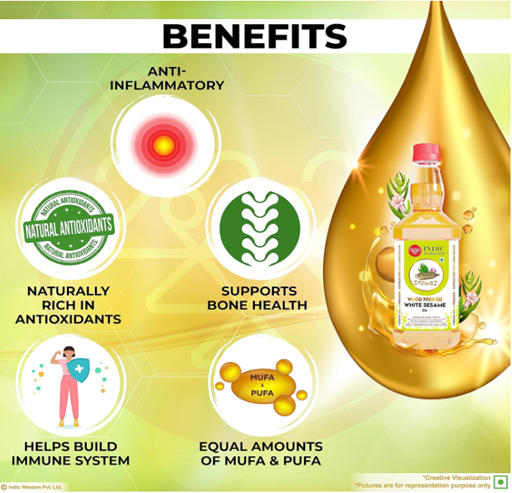 BENEFITS
ANTI-
INFLAMMATORY
NATURAL ANTIOXIDANTS
NATURAL ANTIOXIDANTS
NATURAL ANTIOXIDANTS
NATURALLY
RICH IN
ANTIOXIDANTS
SUPPORTS
BONE HEALTH
HELPS BUILD
IMMUNE SYSTEM
MUFA
&
PUFA
EQUAL AMOUNTS
OF MUFA & PUFA
INDIC
WISDOM
WOOD PRESSED
WHITE SESAME
OIL
*Creative Visualization
*Pictures are for representation purpose only
© Indic Wisdom Pvt. Ltd.